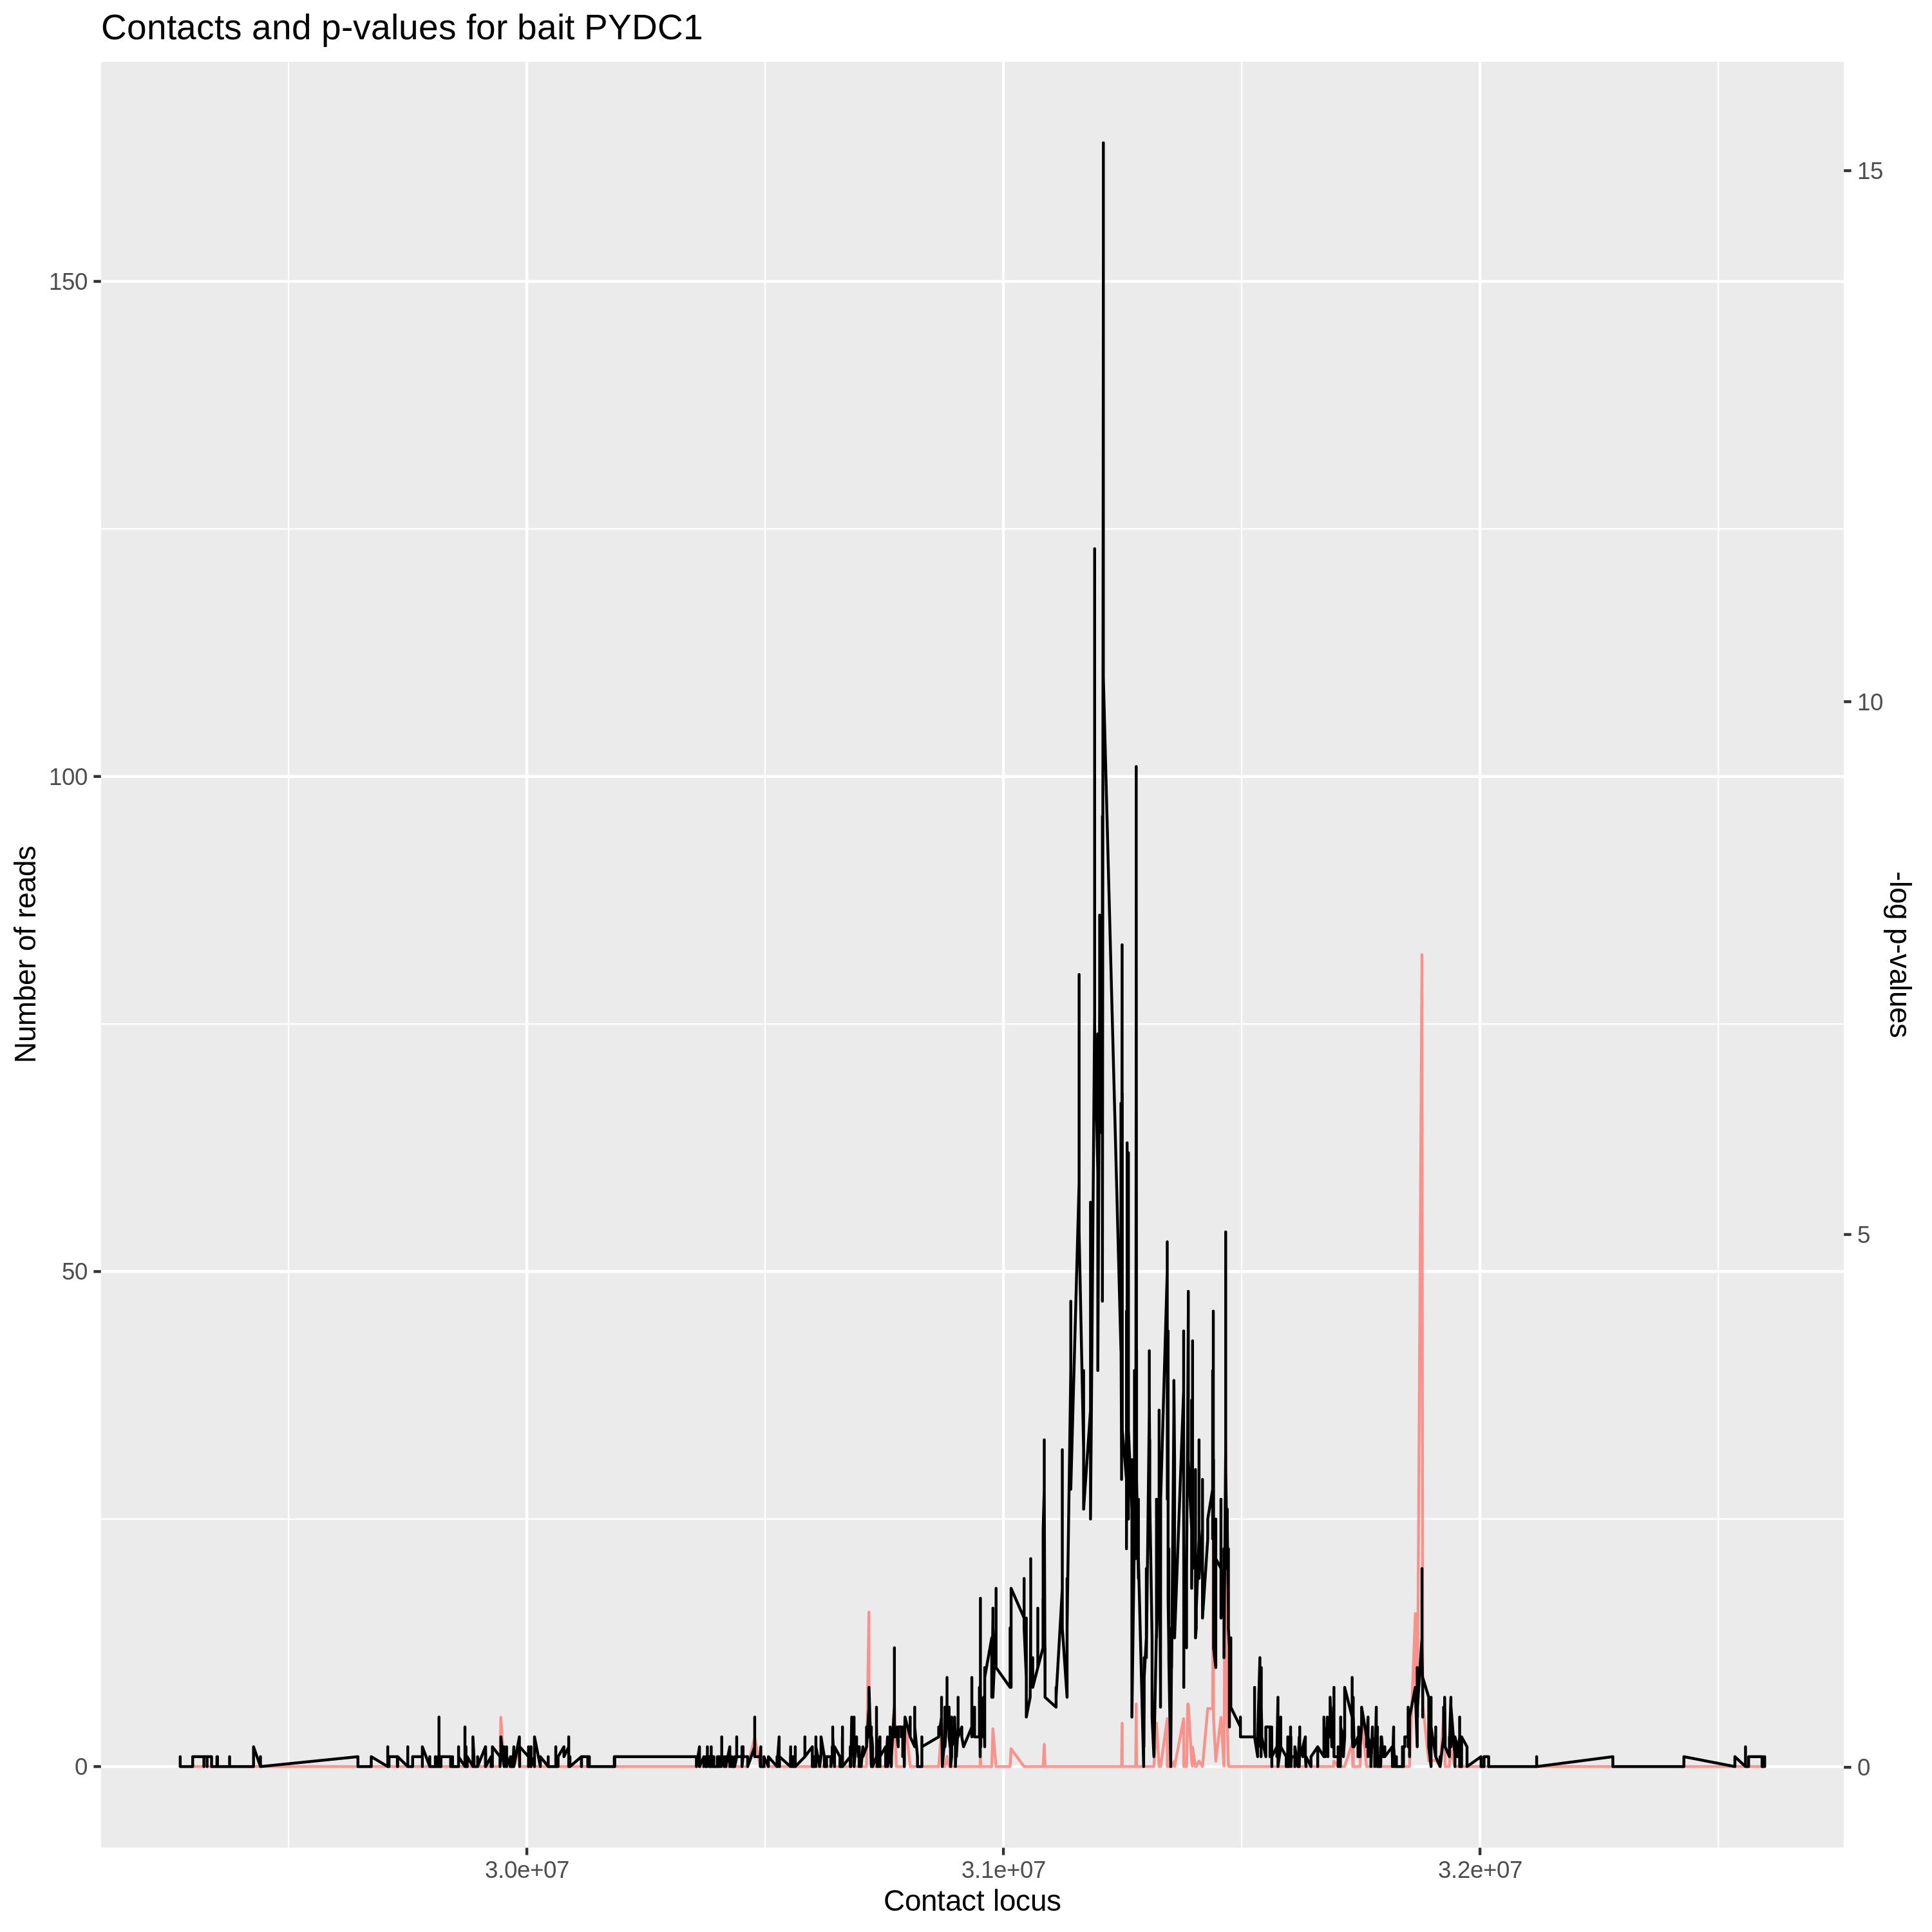 Contacts and p-values for bait PYDC1
150
100
50
0
15
10
5
0
Number of reads
-log p-values
3.0e+07
3.1e+07
3.2e+07
Contact locus